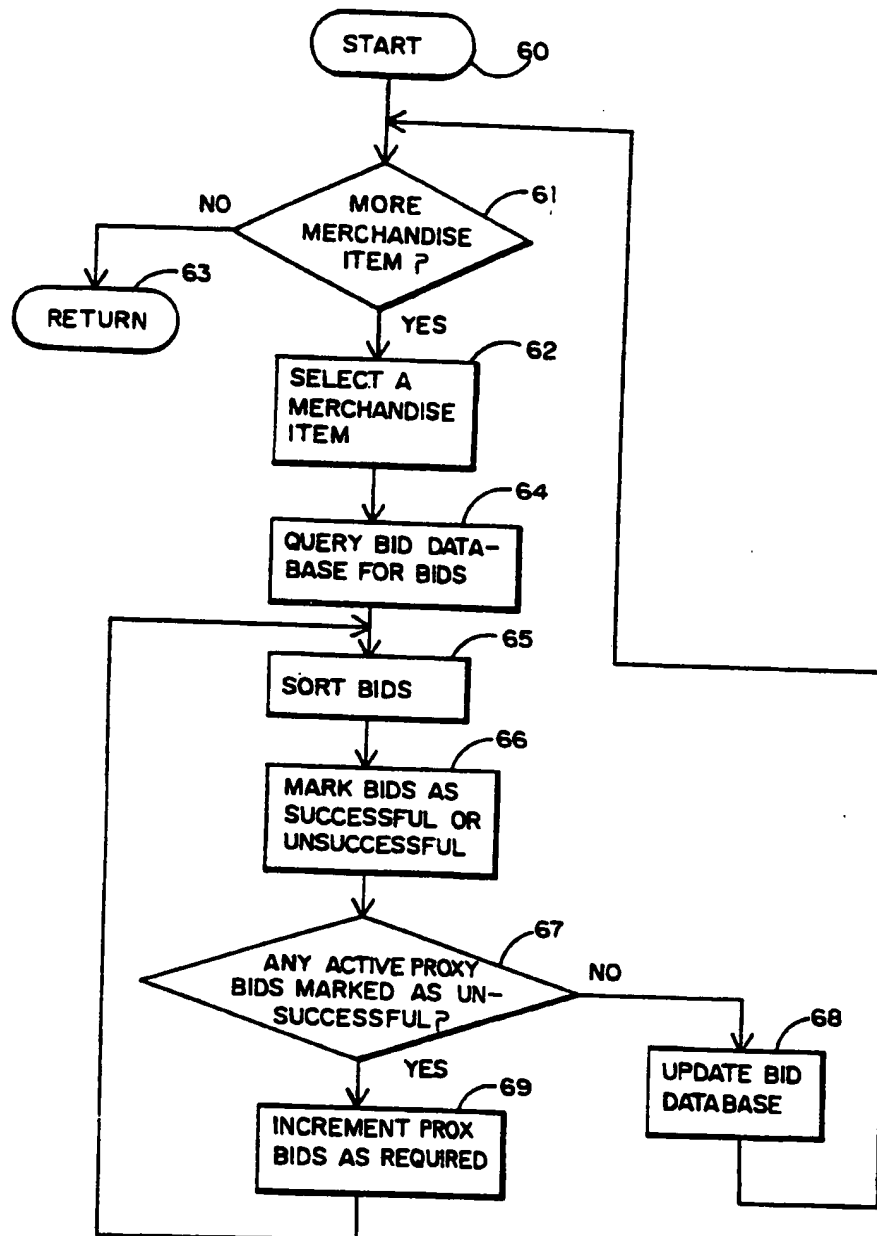 START
60
61
MORE
MERCHANDISE
ITEM ?
NO
63
RETURN
YES
62
SELECT A
MERCHANDISE
ITEM
64
QUERY BID DATA-
BASE FOR BIDS
65
SORT BIDS
66
MARK BIDS AS
SUCCESSFUL OR
UNSUCCESSFUL
67
ANY ACTIVE PROXY
BIDS MARKED AS UN-
SUCCESSFUL?
NO
68
UPDATE BID
DATABASE
YES
69
INCREMENT PROX
BIDS AS REQUIRED